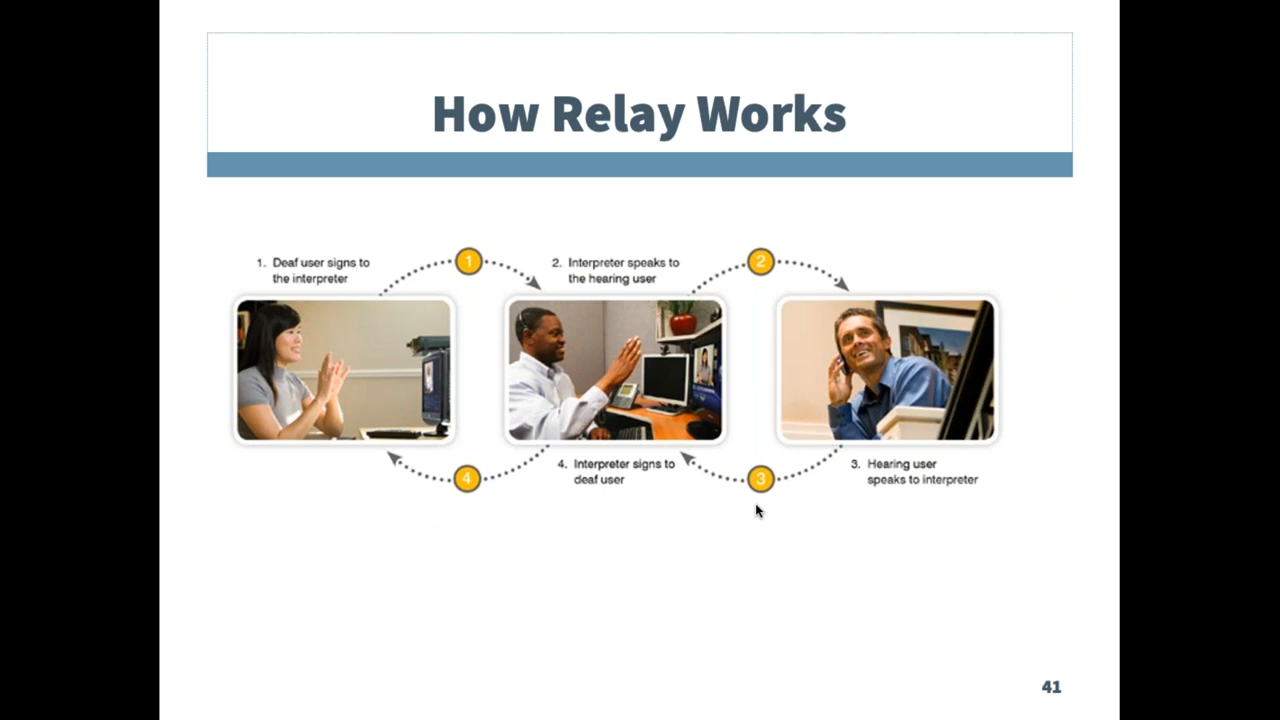 How Relay Works
1. Deaf user signs to
the interpreter
1
2. Interpreter speaks to
the hearing user
2
4
4. Interpreter signs to
deaf user
3
3. Hearing user
speaks to interpreter
41